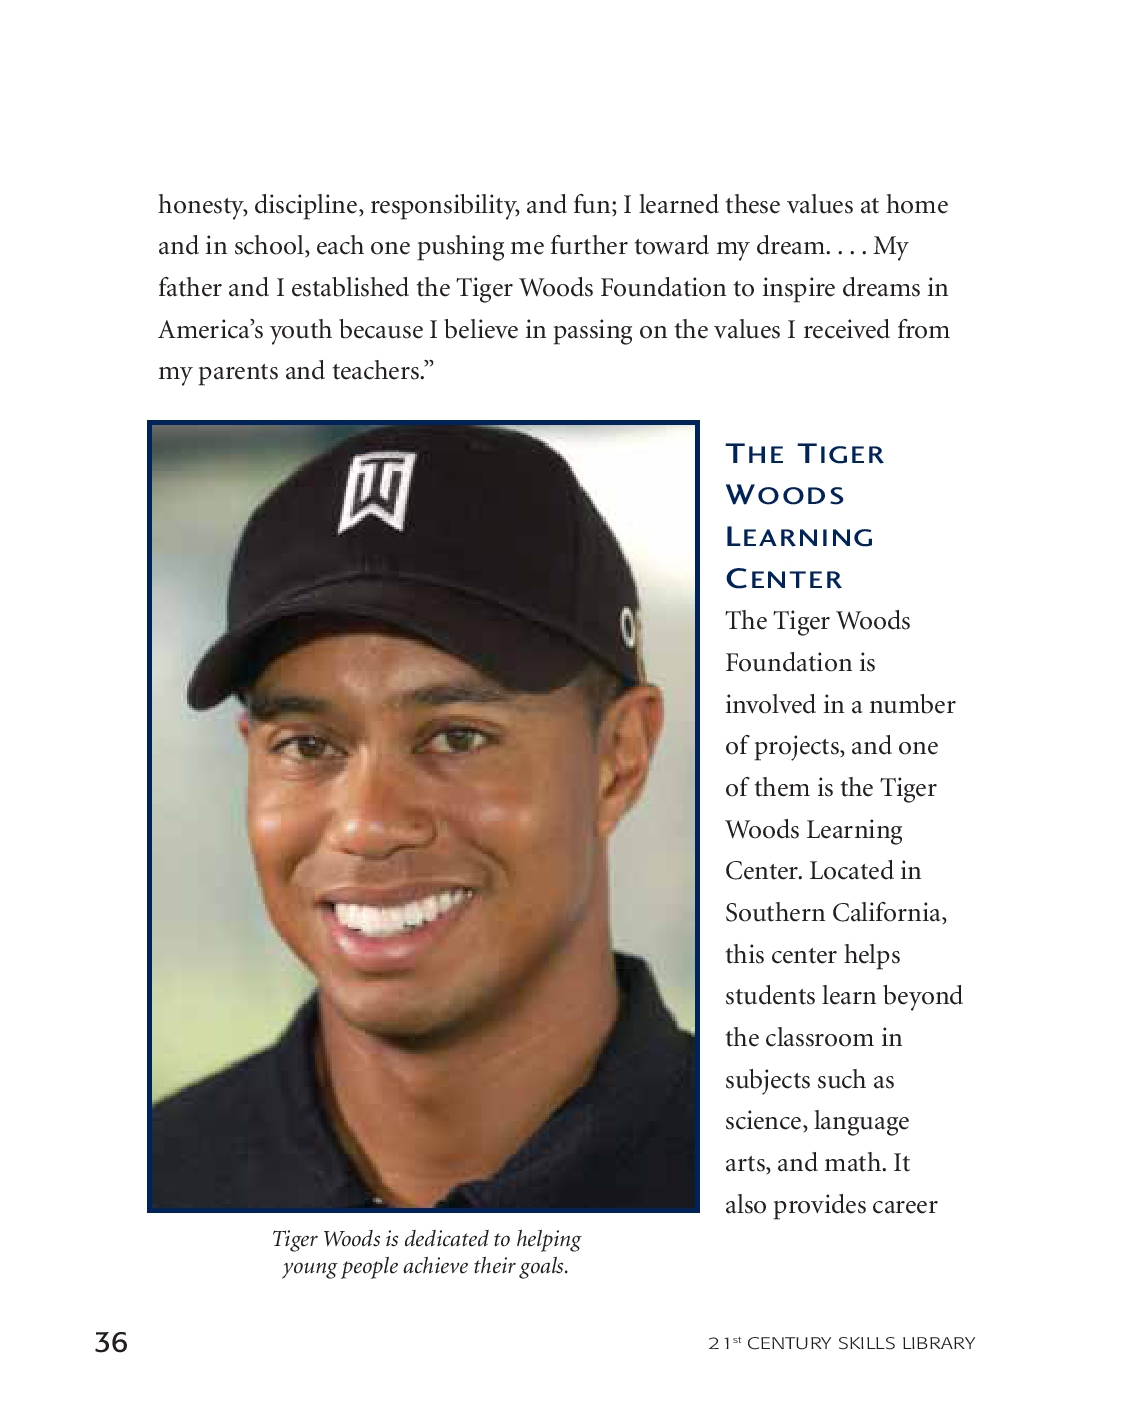 honesty, discipline, responsibility, and fun; I learned these values at home
and in school, each one pushing me further toward my dream. . . . My
father and I established the Tiger Woods Foundation to inspire dreams in
America’s youth because I believe in passing on the values I received from
my parents and teachers.”
TW
THE TIGER
WOODS
LEARNING
CENTER
The Tiger Woods
Foundation is
involved in a number
of projects, and one
of them is the Tiger
Woods Learning
Center. Located in
Southern California,
this center helps
students learn beyond
the classroom in
subjects such as
science, language
arts, and math. It
also provides career
Tiger Woods is dedicated to helping
young people achieve their goals.
36
21st CENTURY SKILLS LIBRARY